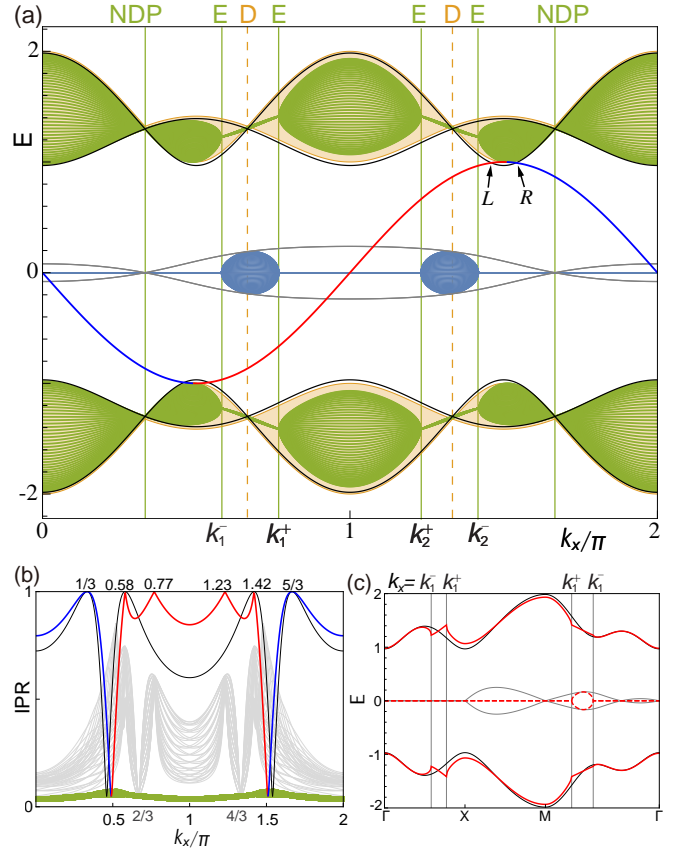 (a) NDP E D E E D E NDP
2
E
L R
0
-2
0 k₁⁻ k₁⁺ 1 k₂⁺ k₂⁻ kₓ/π 2
(b)
1/3 0.58 0.77 1.23 1.42 5/3
1
IPR
0
0.5 2/3 1 4/3 1.5 2
kₓ/π
(c) kₓ= k₁⁻ k₁⁺ k₁⁺ k₁⁻
2
1
E
0
-1
-2
Γ X M Γ